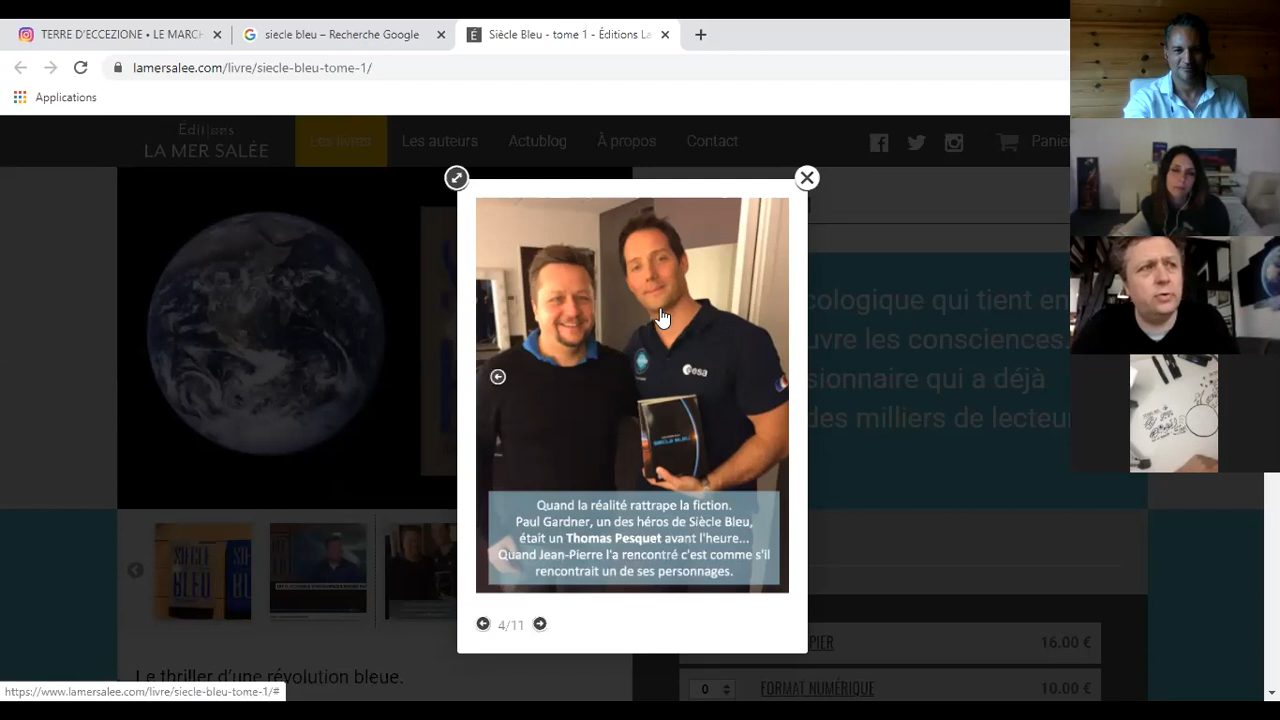 TERRE D'ECCEZIONE • LE MARCH
siecle bleu – Recherche Google
Siècle Bleu - tome 1 - Éditions La
lamersalee.com/livre/siecle-bleu-tome-1/
Applications
Éditions
LA MER SALÉE
Les livres
Les auteurs
Actublog
À propos
Contact
Panie
cologique qui tient en
uvre les consciences.
sionnaire qui a déjà
des milliers de lecteu
esa
SIECLE BLEU
Quand la réalité rattrape la fiction.
Paul Gardner, un des héros de Siècle Bleu,
était un Thomas Pesquet avant l'heure...
Quand Jean-Pierre l'a rencontré c'est comme s'il
rencontrait un de ses personnages.
4/11
SIÈCLE
BLEU
PIER
16.00 €
0
FORMAT NUMÉRIQUE
10.00 €
Le thriller d'une révolution bleue.
https://www.lamersalee.com/livre/siecle-bleu-tome-1/#